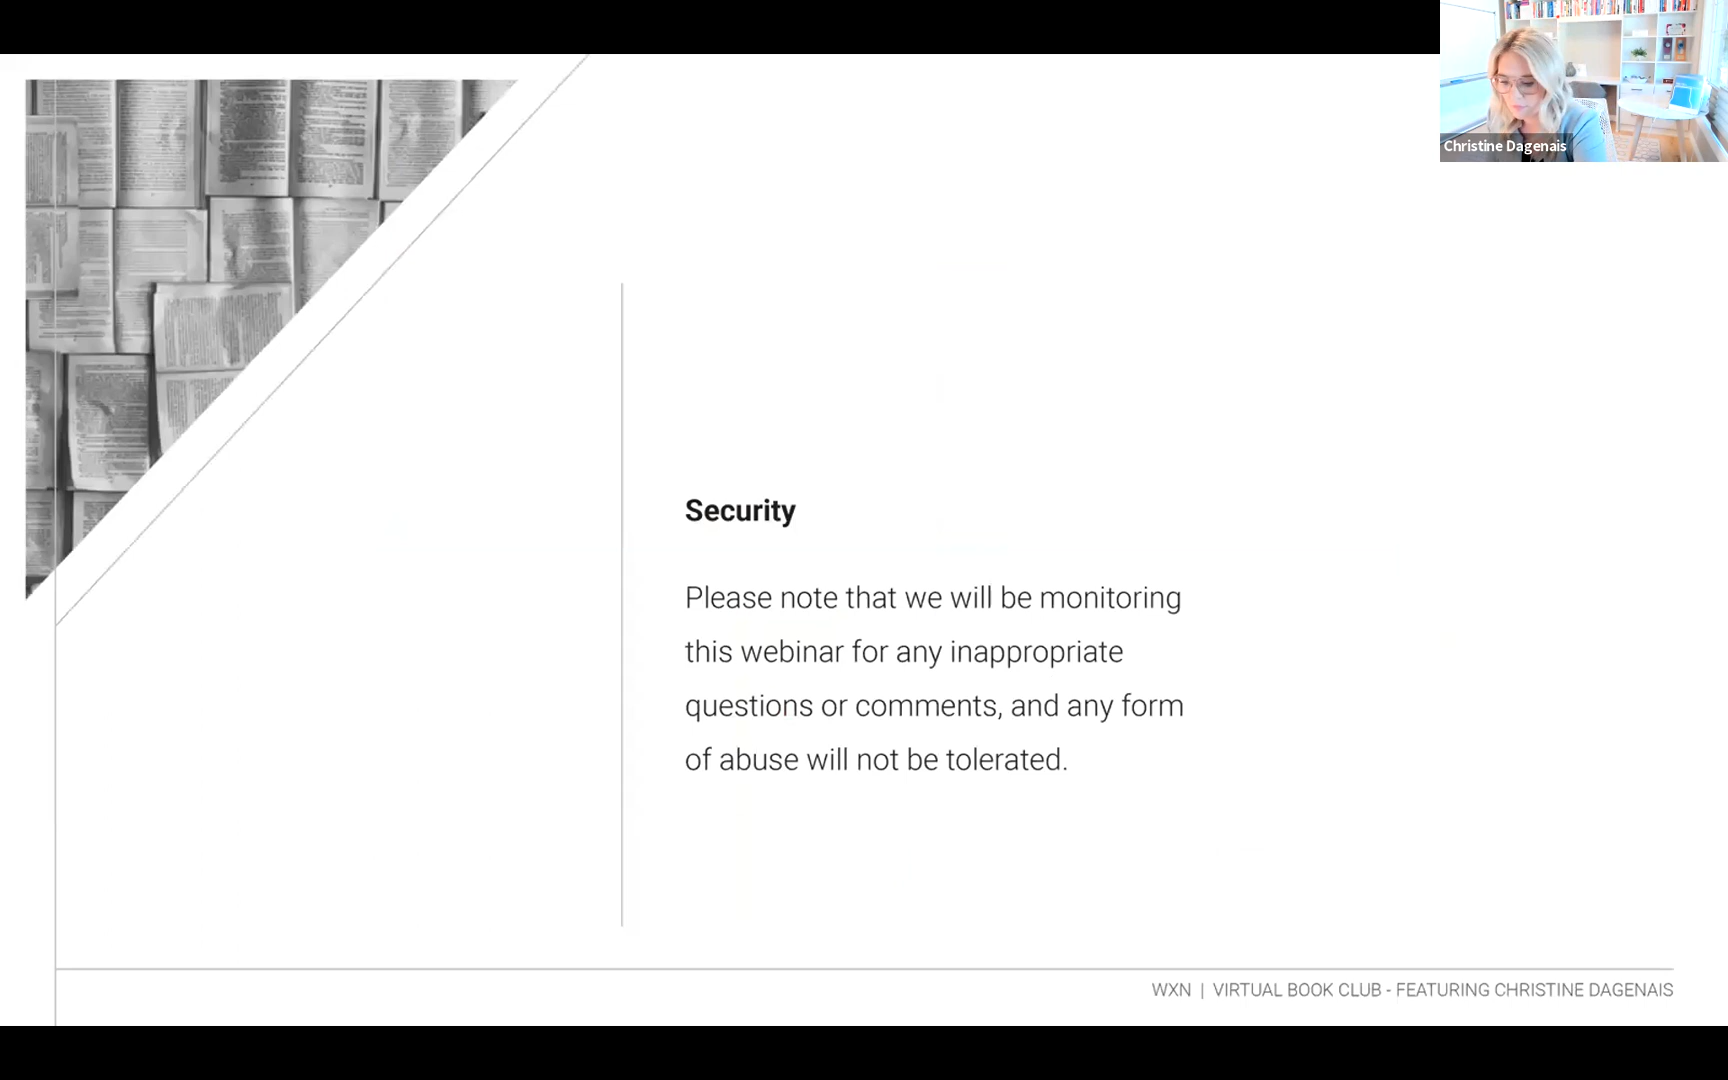 Christine Dagenais
Security
Please note that we will be monitoring
this webinar for any inappropriate
questions or comments, and any form
of abuse will not be tolerated.
WXN | VIRTUAL BOOK CLUB - FEATURING CHRISTINE DAGENAIS